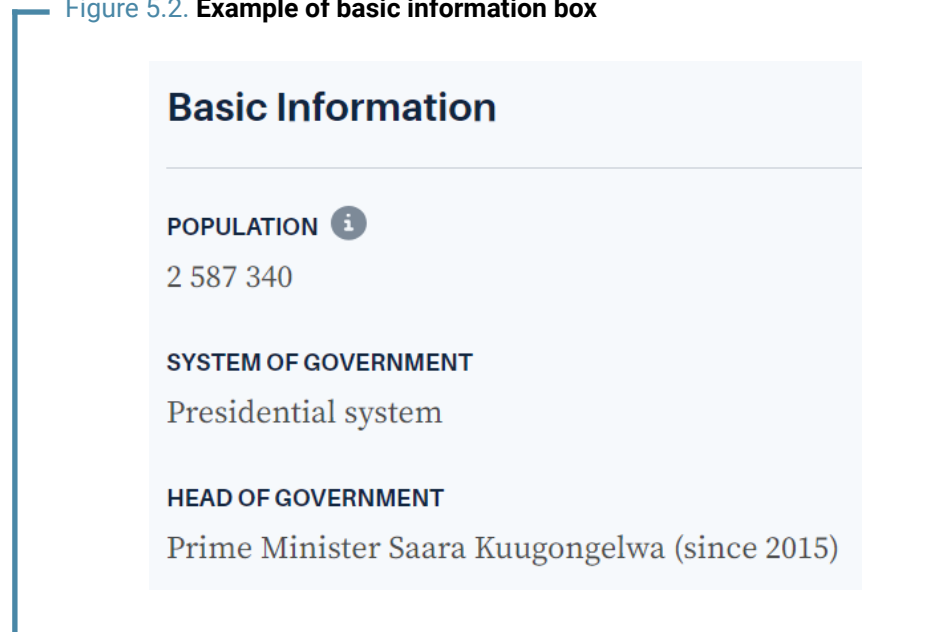 Figure 5.2. Example of basic information box
Basic Information
POPULATION i
2 587 340
SYSTEM OF GOVERNMENT
Presidential system
HEAD OF GOVERNMENT
Prime Minister Saara Kuugongelwa (since 2015)